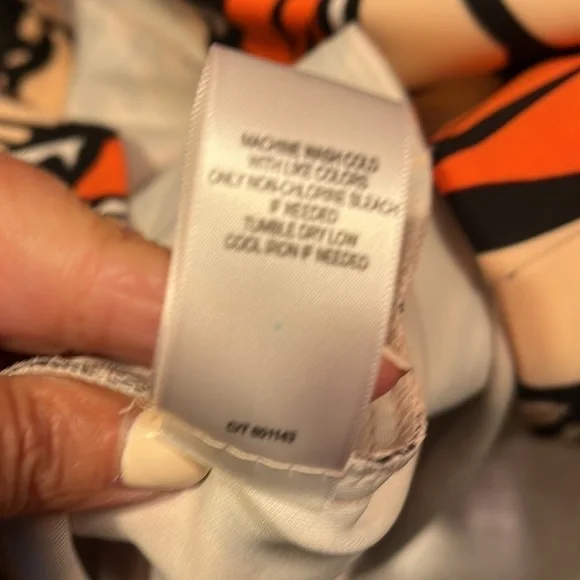 MACHINE WASH COLD
WITH LIKE COLORS
ONLY NON-CHLORINE BLEACH
IF NEEDED
TUMBLE DRY LOW
COOL IRON IF NEEDED
C/T 601143